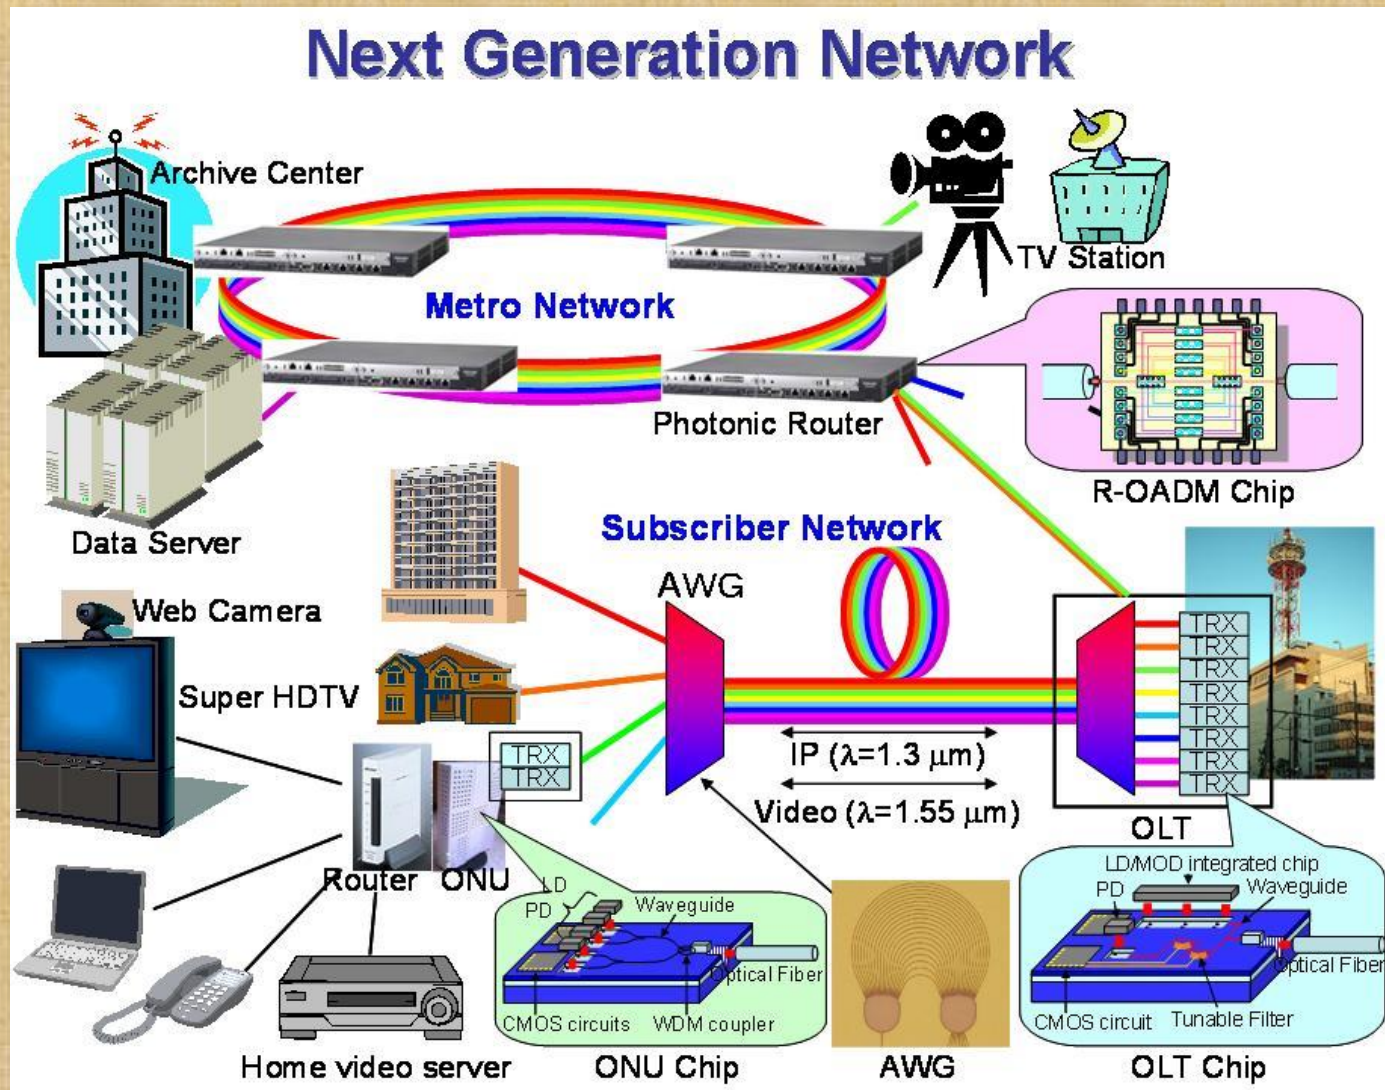 Next Generation Network
Archive Center
TV Station
Metro Network
Photonic Router
R-OADM Chip
Data Server
Subscriber Network
AWG
Web Camera
Super HDTV
TRX
TRX
TRX
TRX
TRX
TRX
TRX
TRX
TRX
TRX
IP (λ=1.3 μm)
Video (λ=1.55 μm)
OLT
Router
ONU
LD
PD
Waveguide
Optical Fiber
CMOS circuits
WDM coupler
ONU Chip
AWG
LD/MOD integrated chip
PD
Waveguide
Optical Fiber
CMOS circuit
Tunable Filter
OLT Chip
Home video server